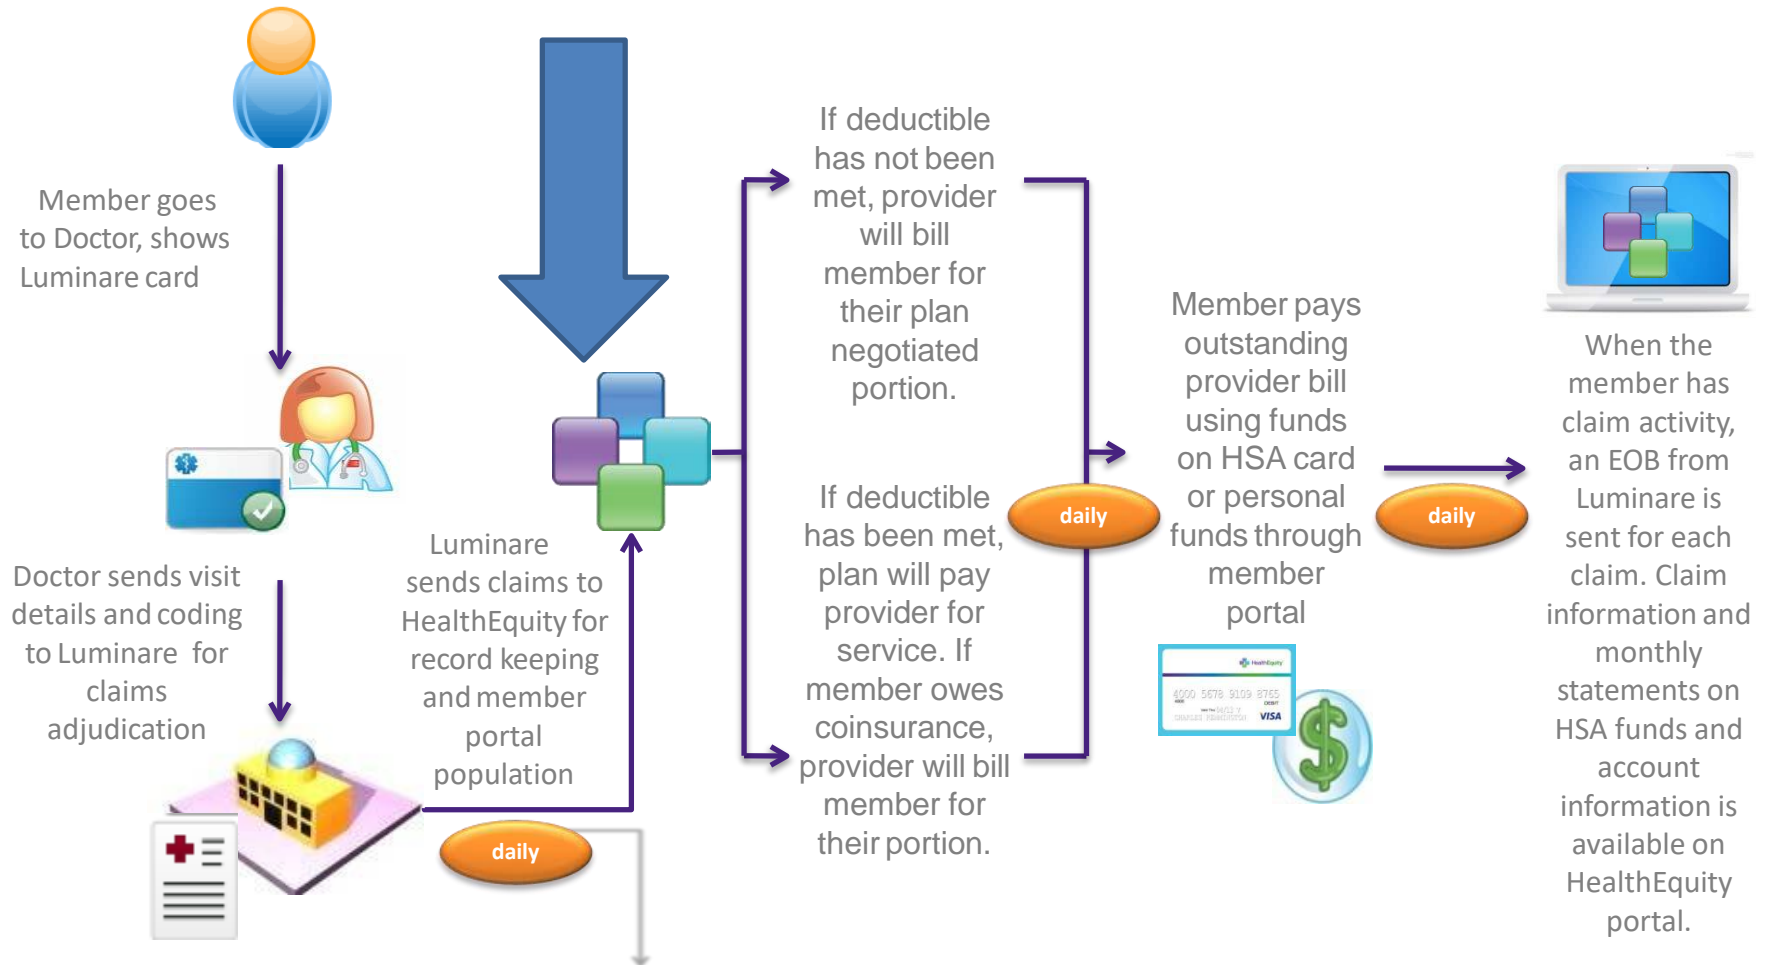 Member goes
to Doctor, shows
Luminare card
Doctor sends visit
details and coding
to Luminare for
claims
adjudication
Luminare
sends claims to
HealthEquity for
record keeping
and member
portal
population
daily
If deductible
has not been
met, provider
will bill
member for
their plan
negotiated
portion.
If deductible
has been met,
plan will pay
provider for
service. If
member owes
coinsurance,
provider will bill
member for
their portion.
daily
Member pays
outstanding
provider bill
using funds
on HSA card
or personal
funds through
member
portal
HealthEquity
4000 5678 9109 8765
4000
DEBIT
VISA
daily
When the
member has
claim activity,
an EOB from
Luminare is
sent for each
claim. Claim
information and
monthly
statements on
HSA funds and
account
information is
available on
HealthEquity
portal.